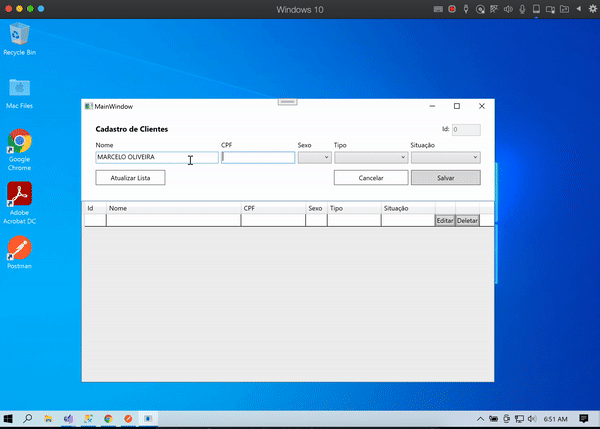 Windows 10
Recycle Bin
Mac Files
Google
Chrome
Adobe
Acrobet DC
Postman
MainWindow
Cadastro de Clientes
Id: 0
Nome CPF Sexo Tipo Situação
MARCELO OLIVEIRA
Atualizar Lista Cancelar Salvar
Id Nome CPF Sexo Tipo Situação
Editar Deletar
6:51 AM